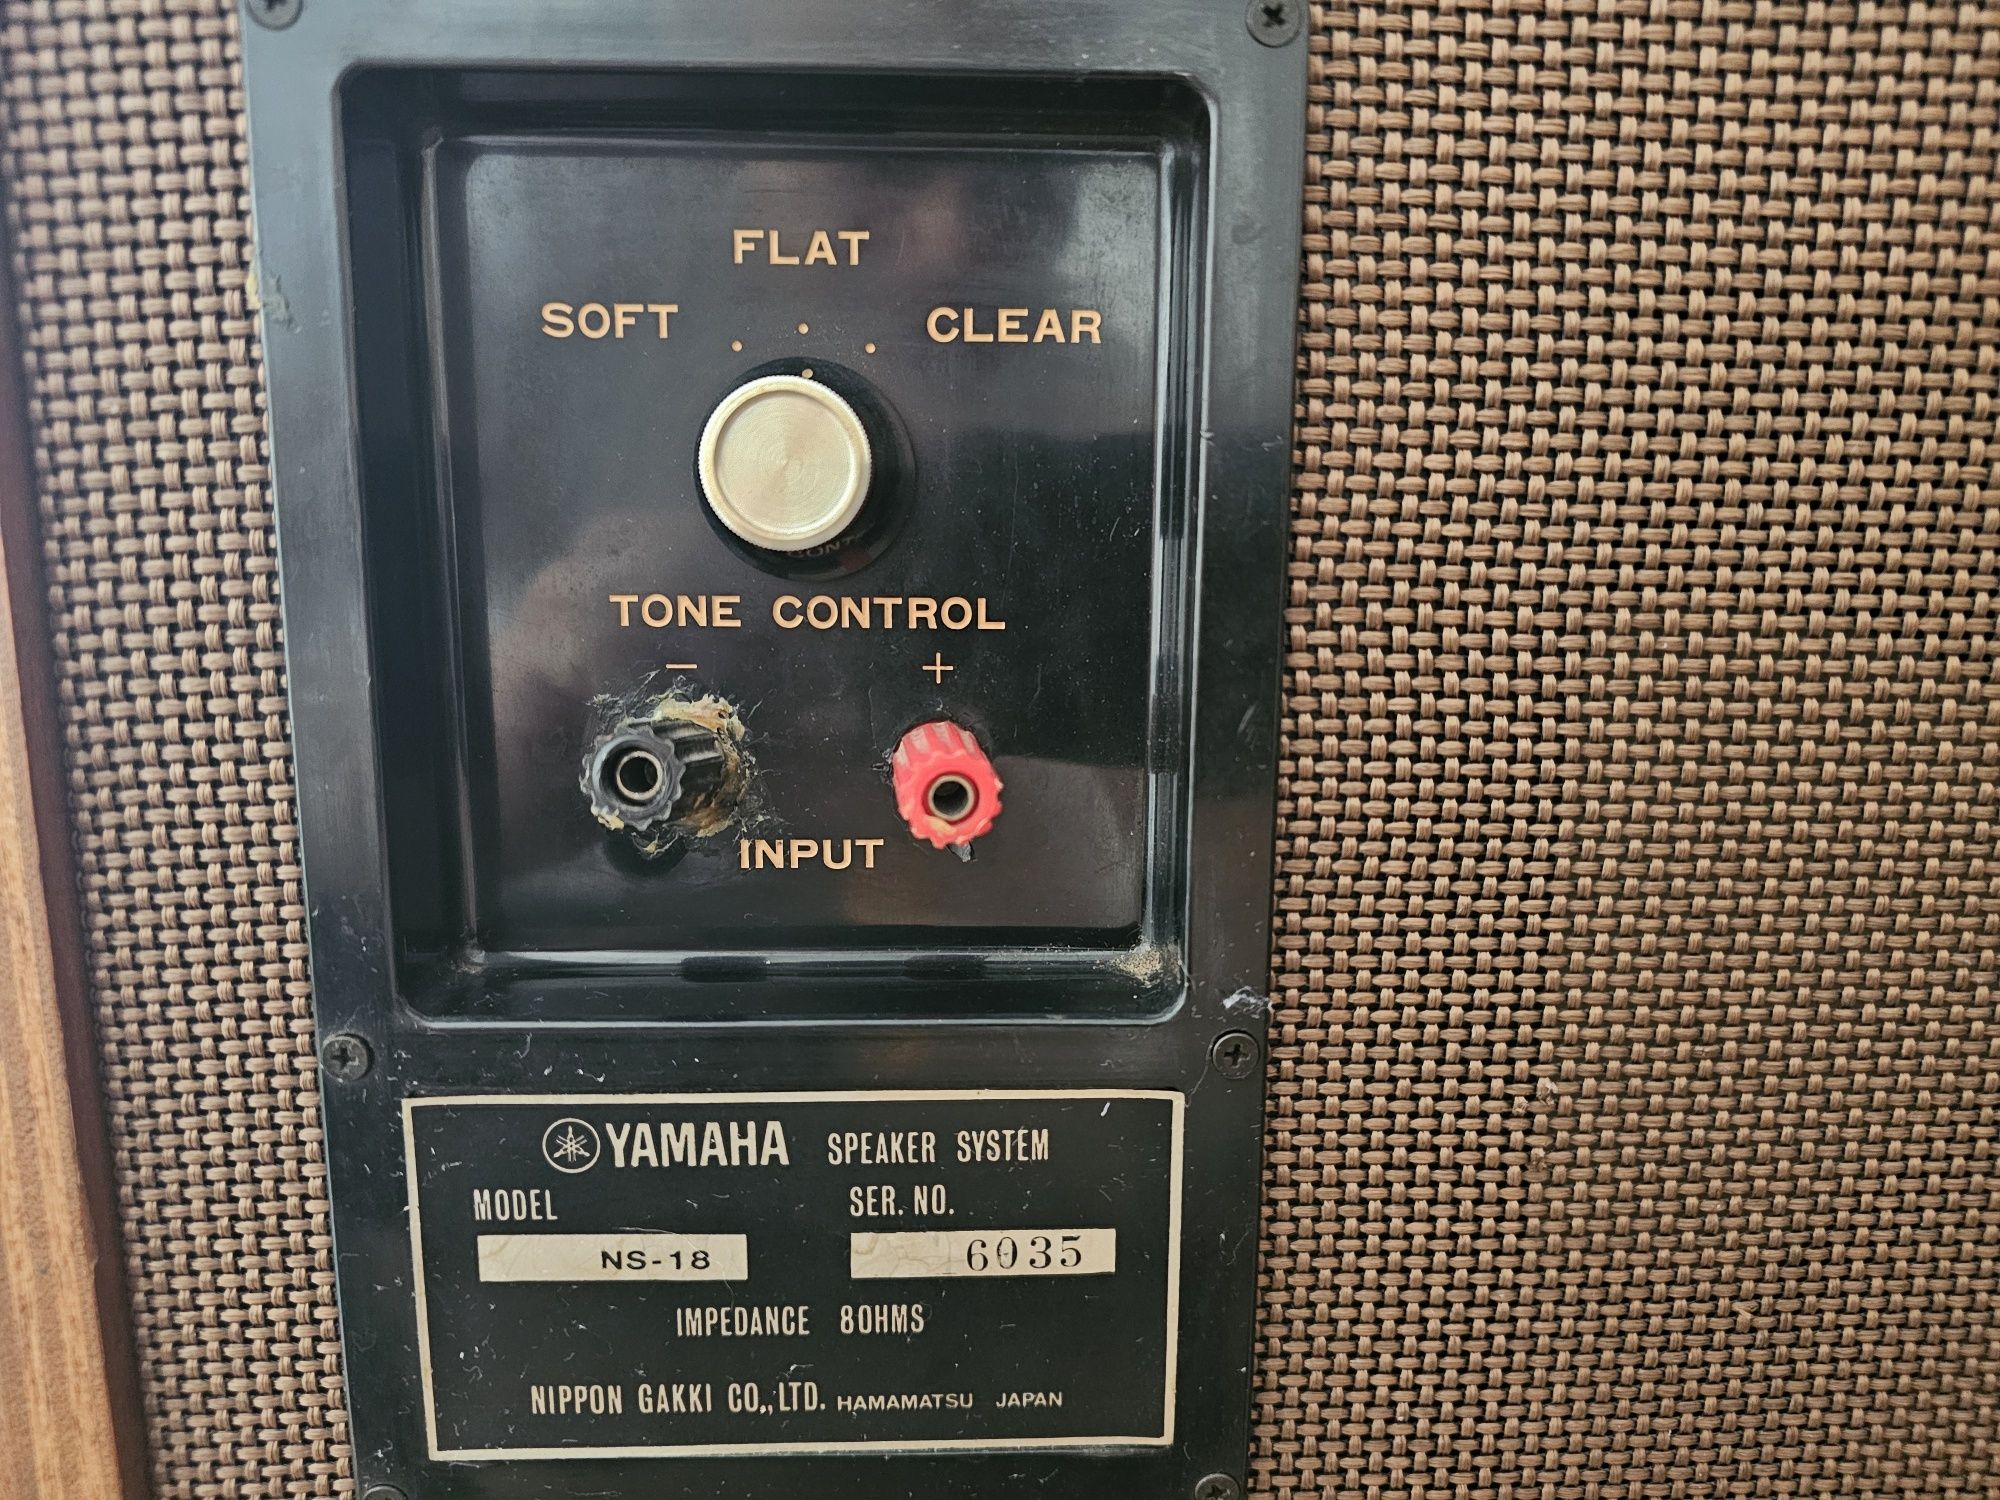 FLAT
SOFT CLEAR
TONE CONTROL
− +
INPUT
YAMAHA SPEAKER SYSTEM
MODEL SER. NO.
NS-18 6035
IMPEDANCE 8OHMS
NIPPON GAKKI CO., LTD. HAMAMATSU JAPAN